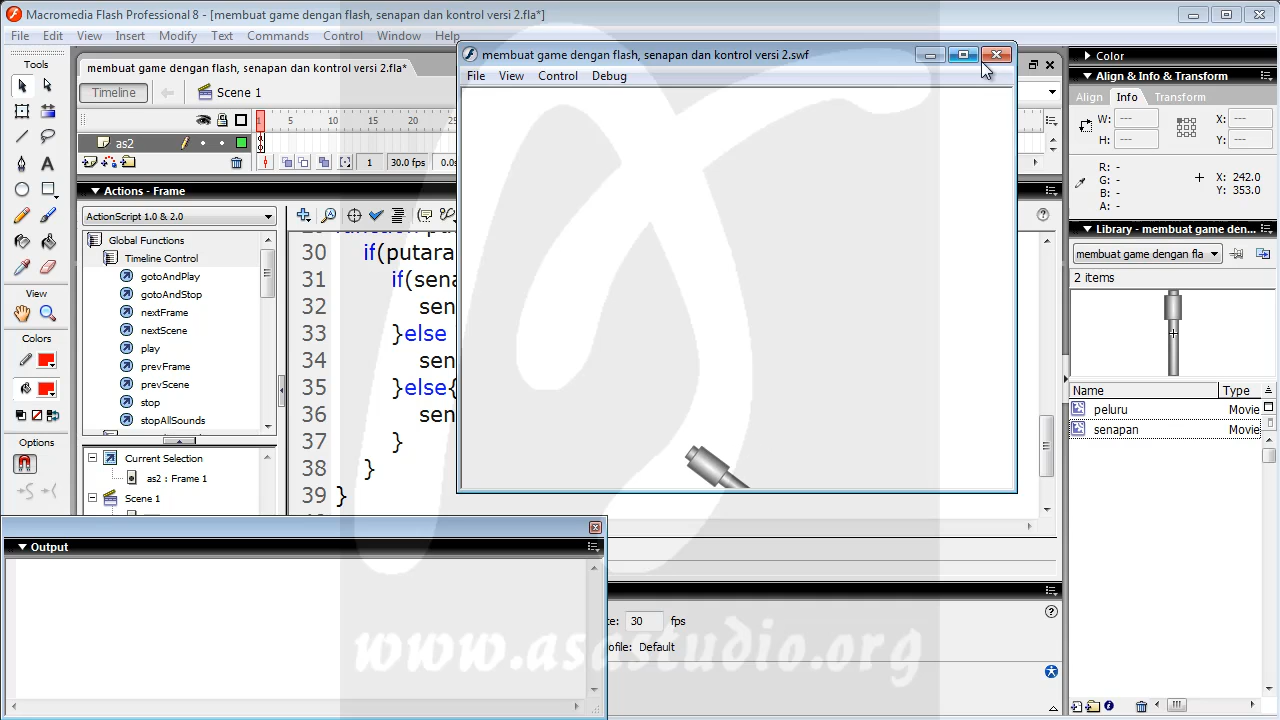 Macromedia Flash Professional 8 - [membuat game dengan flash, senapan dan kontrol versi 2.fla*]
File Edit View Insert Modify Text Commands Control Window Help
Tools
View
Colors
Options
membuat game dengan flash, senapan dan kontrol versi 2.fla*
Timeline
Scene 1
1 5 10 15 20 25
as2
1 30.0 fps 0.0s
Actions - Frame
ActionScript 1.0 & 2.0
Global Functions
Timeline Control
gotoAndPlay
gotoAndStop
nextFrame
nextScene
play
prevFrame
prevScene
stop
stopAllSounds
Current Selection
as2 : Frame 1
Scene 1
30 if(putara
31 if(sena
32 sen
33 }else
34 sen
35 }else{
36 sen
37 }
38 }
39 }
membuat game dengan flash, senapan dan kontrol versi 2.swf
File View Control Debug
Output
30 fps
Default
Color
Align & Info & Transform
Align Info Transform
W: --- X: ---
H: --- Y: ---
R: -
G: -
B: -
A: -
X: 242.0
Y: 353.0
Library - membuat game den...
membuat game dengan fla
2 items
Name Type
peluru Movie
senapan Movie
www.asastudio.org